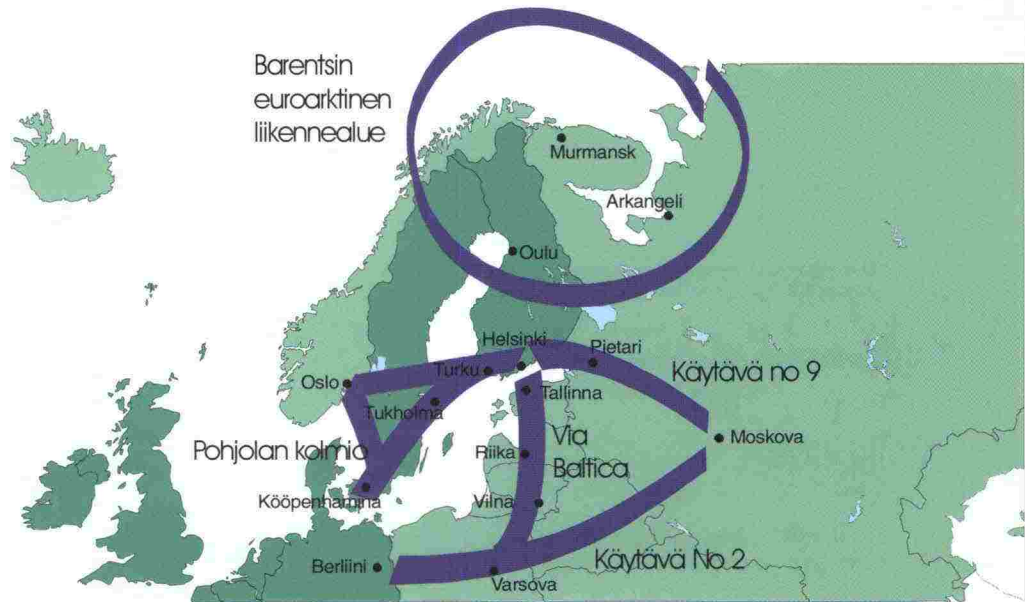 Barentsin
euroarktinen
liikennealue
Murmansk
Arkangeli
Oulu
Helsinki
Pietari
Turku
Oslo
Käytävä no 9
Tallinna
Tukholma
Via
Baltica
Moskova
Pohjolan kolmio
Riika
Kööpenhamina
Vilna
Berliini
Käytävä No 2
Varsova